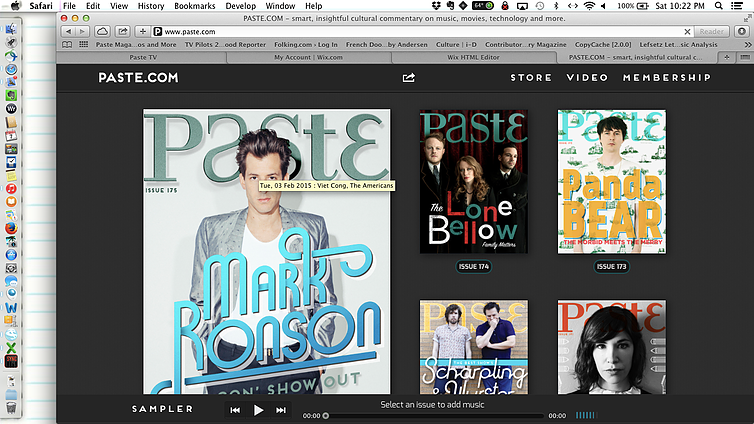 Safari File Edit View History Bookmarks Develop Window Help
64° 100% Sat 10:22 PM
PASTE.COM – smart, insightful cultural commentary on music, movies, technology and more.
www.paste.com Reader
Paste Maga...os and More TV Pilots 2...ood Reporter Folking.com - Log In French Doo...by Andersen Culture | i-D Contributor...ry Magazine CopyCache [2.0.0] Lefsetz Let...sic Analysis
Paste TV My Account | Wix.com Wix HTML Editor PASTE.COM – smart, insightful cultural c...
PASTE.COM STORE VIDEO MEMBERSHIP
Paste
ISSUE 175
Tue, 03 Feb 2015 : Viet Cong, The Americans
MARK
RONSON
SHOW OUT
Paste
The Lone
Bellow
Family Matters
ISSUE 174
Paste
Panda
BEAR
THE MORBID MEETS THE MERRY
ISSUE 173
Paste
THE BEST SHOW'S
Scharpling
& Wurster
Paste
SAMPLER
Select an issue to add music
00:00 00:00